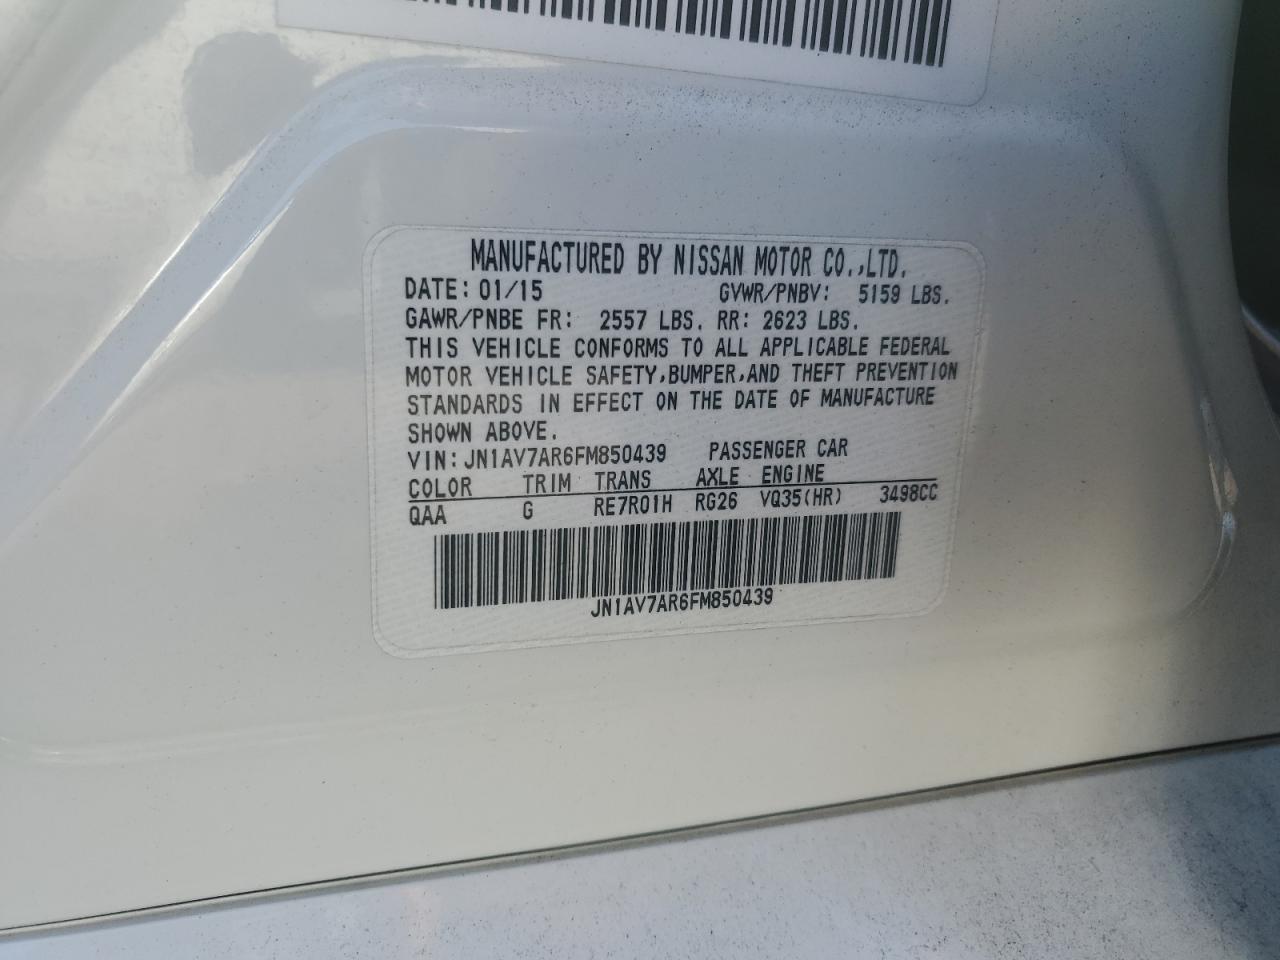 MANUFACTURED BY NISSAN MOTOR CO.,LTD.
DATE: 01/15 GVWR/PNBV: 5159 LBS.
GAWR/PNBE FR: 2557 LBS. RR: 2623 LBS.
THIS VEHICLE CONFORMS TO ALL APPLICABLE FEDERAL
MOTOR VEHICLE SAFETY,BUMPER,AND THEFT PREVENTION
STANDARDS IN EFFECT ON THE DATE OF MANUFACTURE
SHOWN ABOVE.
VIN: JN1AV7AR6FM850439 PASSENGER CAR
COLOR TRIM TRANS AXLE ENGINE
QAA G RE7R01H RG26 VQ35(HR) 3498CC
JN1AV7AR6FM850439